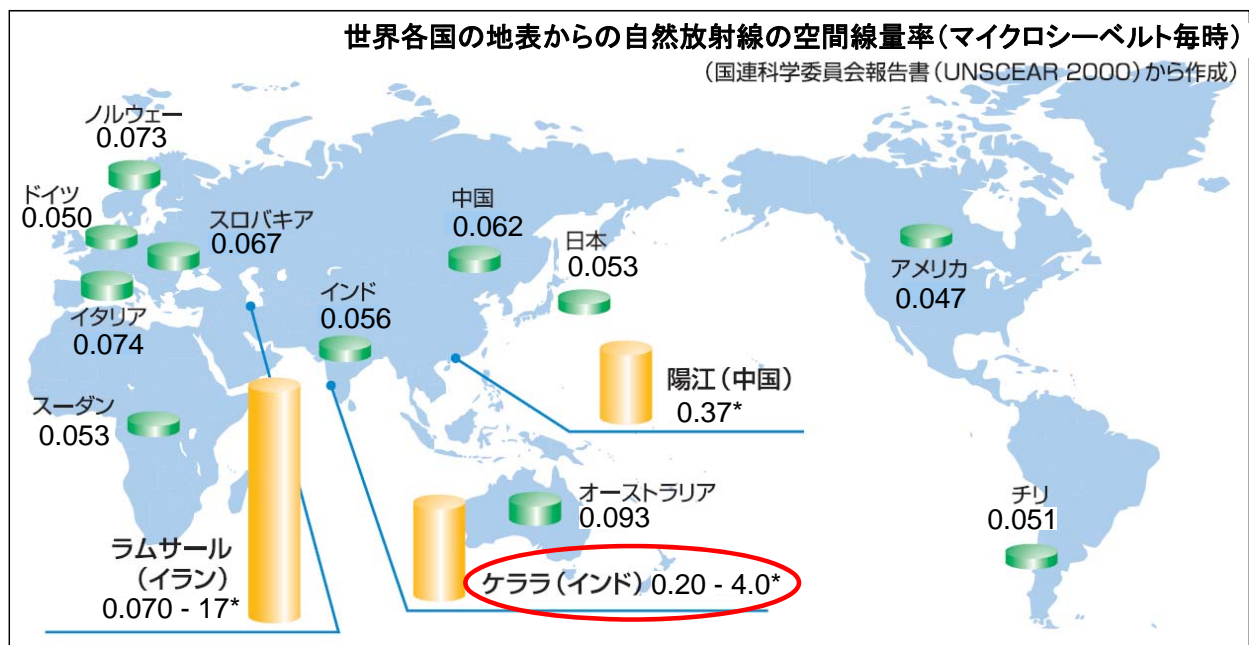 世界各国の地表からの自然放射線の空間線量率(マイクロシーベルト毎時)
(国連科学委員会報告書(UNSCEAR 2000)から作成)
ノルウェー
0.073
ドイツ
0.050
スロバキア
0.067
中国
0.062
日本
0.053
アメリカ
0.047
イタリア
0.074
インド
0.056
陽江(中国)
0.37*
スーダン
0.053
オーストラリア
0.093
チリ
0.051
ラムサール
(イラン)
0.070 - 17*
ケララ(インド) 0.20 - 4.0*